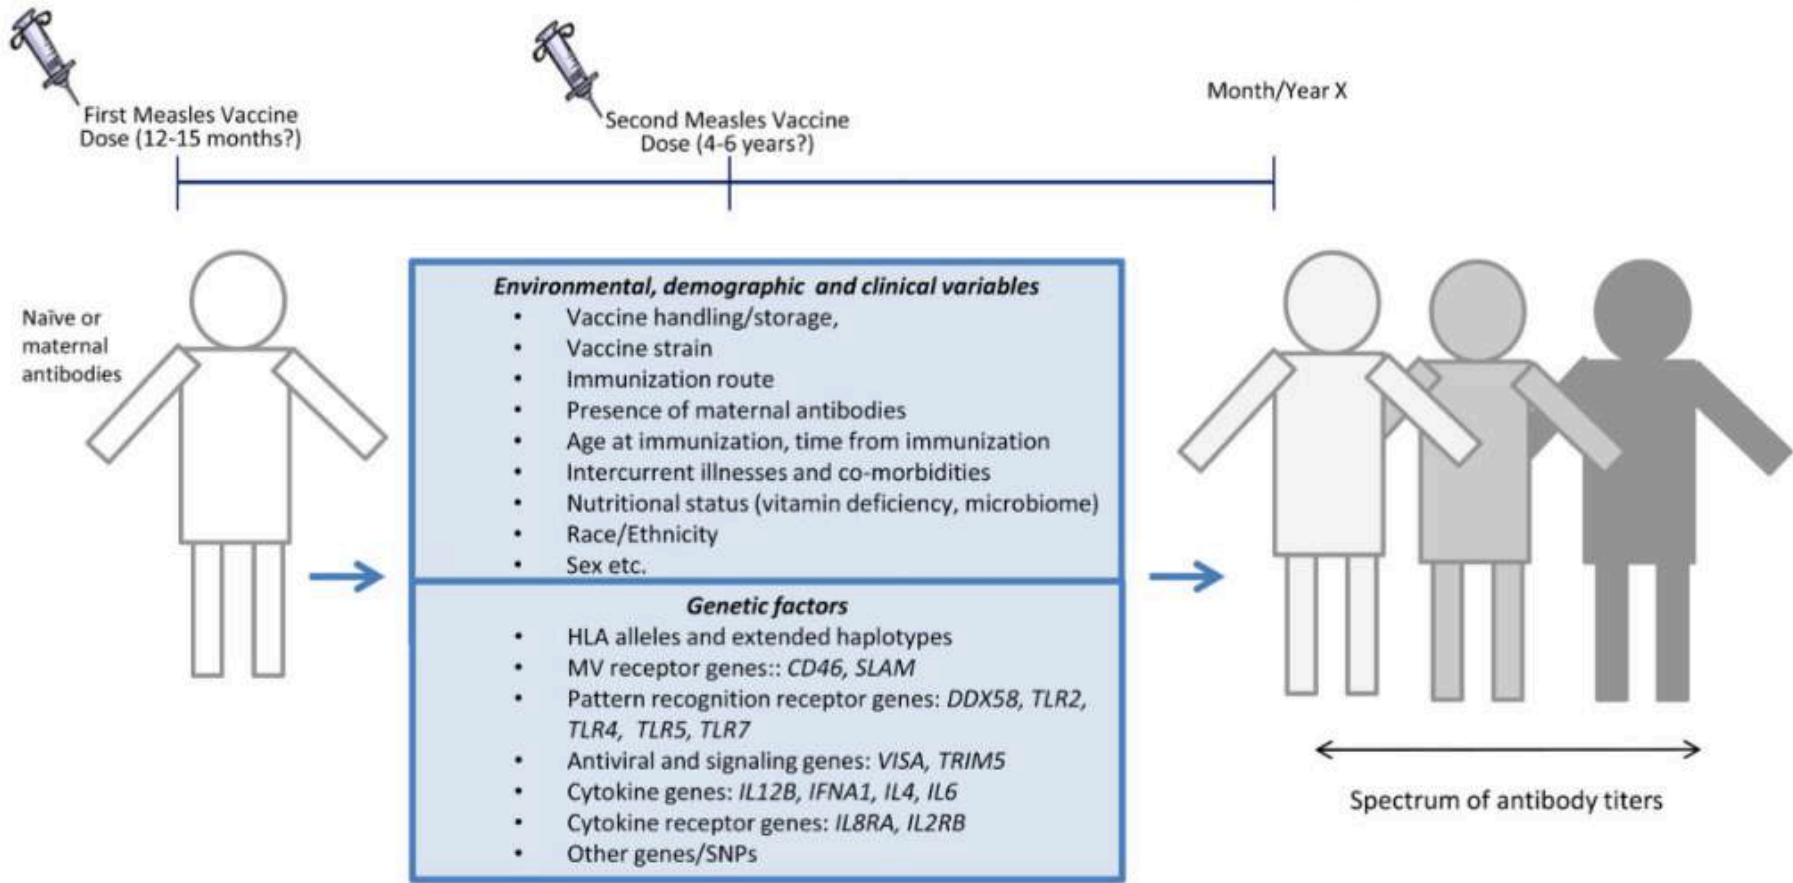 First Measles Vaccine
Dose (12-15 months?)
Second Measles Vaccine
Dose (4-6 years?)
Month/Year X
Naïve or
maternal
antibodies
Environmental, demographic and clinical variables
• Vaccine handling/storage,
• Vaccine strain
• Immunization route
• Presence of maternal antibodies
• Age at immunization, time from immunization
• Intercurrent illnesses and co-morbidities
• Nutritional status (vitamin deficiency, microbiome)
• Race/Ethnicity
• Sex etc.
Genetic factors
• HLA alleles and extended haplotypes
• MV receptor genes:: CD46, SLAM
• Pattern recognition receptor genes: DDX58, TLR2,
TLR4, TLR5, TLR7
• Antiviral and signaling genes: VISA, TRIM5
• Cytokine genes: IL12B, IFNA1, IL4, IL6
• Cytokine receptor genes: IL8RA, IL2RB
• Other genes/SNPs
Spectrum of antibody titers